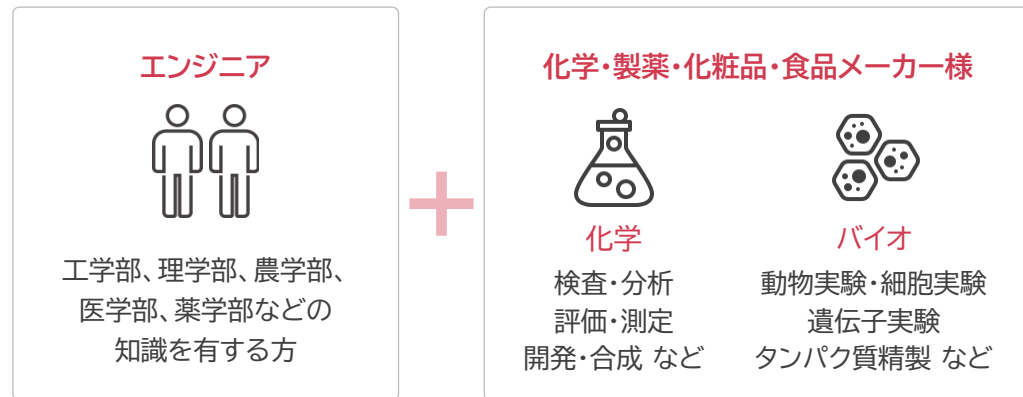 エンジニア
工学部、理学部、農学部、
医学部、薬学部などの
知識を有する方
+
化学・製薬・化粧品・食品メーカー様
化学
検査・分析
評価・測定
開発・合成 など
バイオ
動物実験・細胞実験
遺伝子実験
タンパク質精製 など